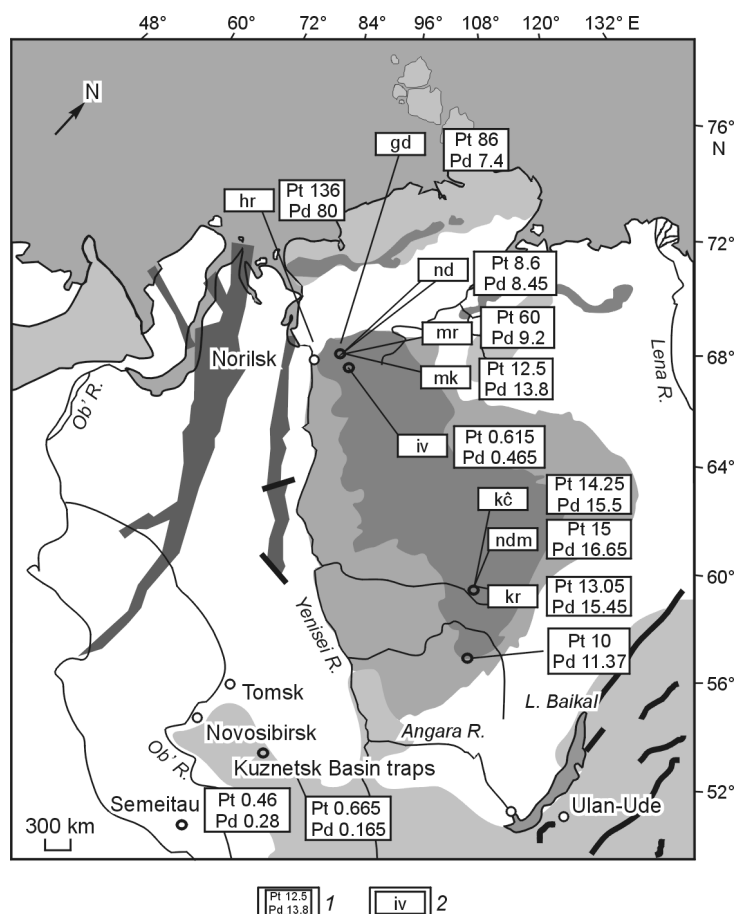 48° 60° 72° 84° 96° 108° 120° 132° E
N
76°
N
gd
Pt 86
Pd 7.4
hr
Pt 136
Pd 80
72°
nd
Pt 8.6
Pd 8.45
mr
Pt 60
Pd 9.2
Norilsk
68°
mk
Pt 12.5
Pd 13.8
Lena R.
Ob' R.
iv
Pt 0.615
Pd 0.465
64°
kĉ
Pt 14.25
Pd 15.5
ndm
Pt 15
Pd 16.65
60°
kr
Pt 13.05
Pd 15.45
Yenisei R.
Pt 10
Pd 11.37
56°
Tomsk
L. Baikal
Novosibirsk
Angara R.
Ob' R.
Kuznetsk Basin traps
52°
Semeitau
Pt 0.46
Pd 0.28
Pt 0.665
Pd 0.165
Ulan-Ude
300 km
Pt 12.5
Pd 13.8
1
iv
2